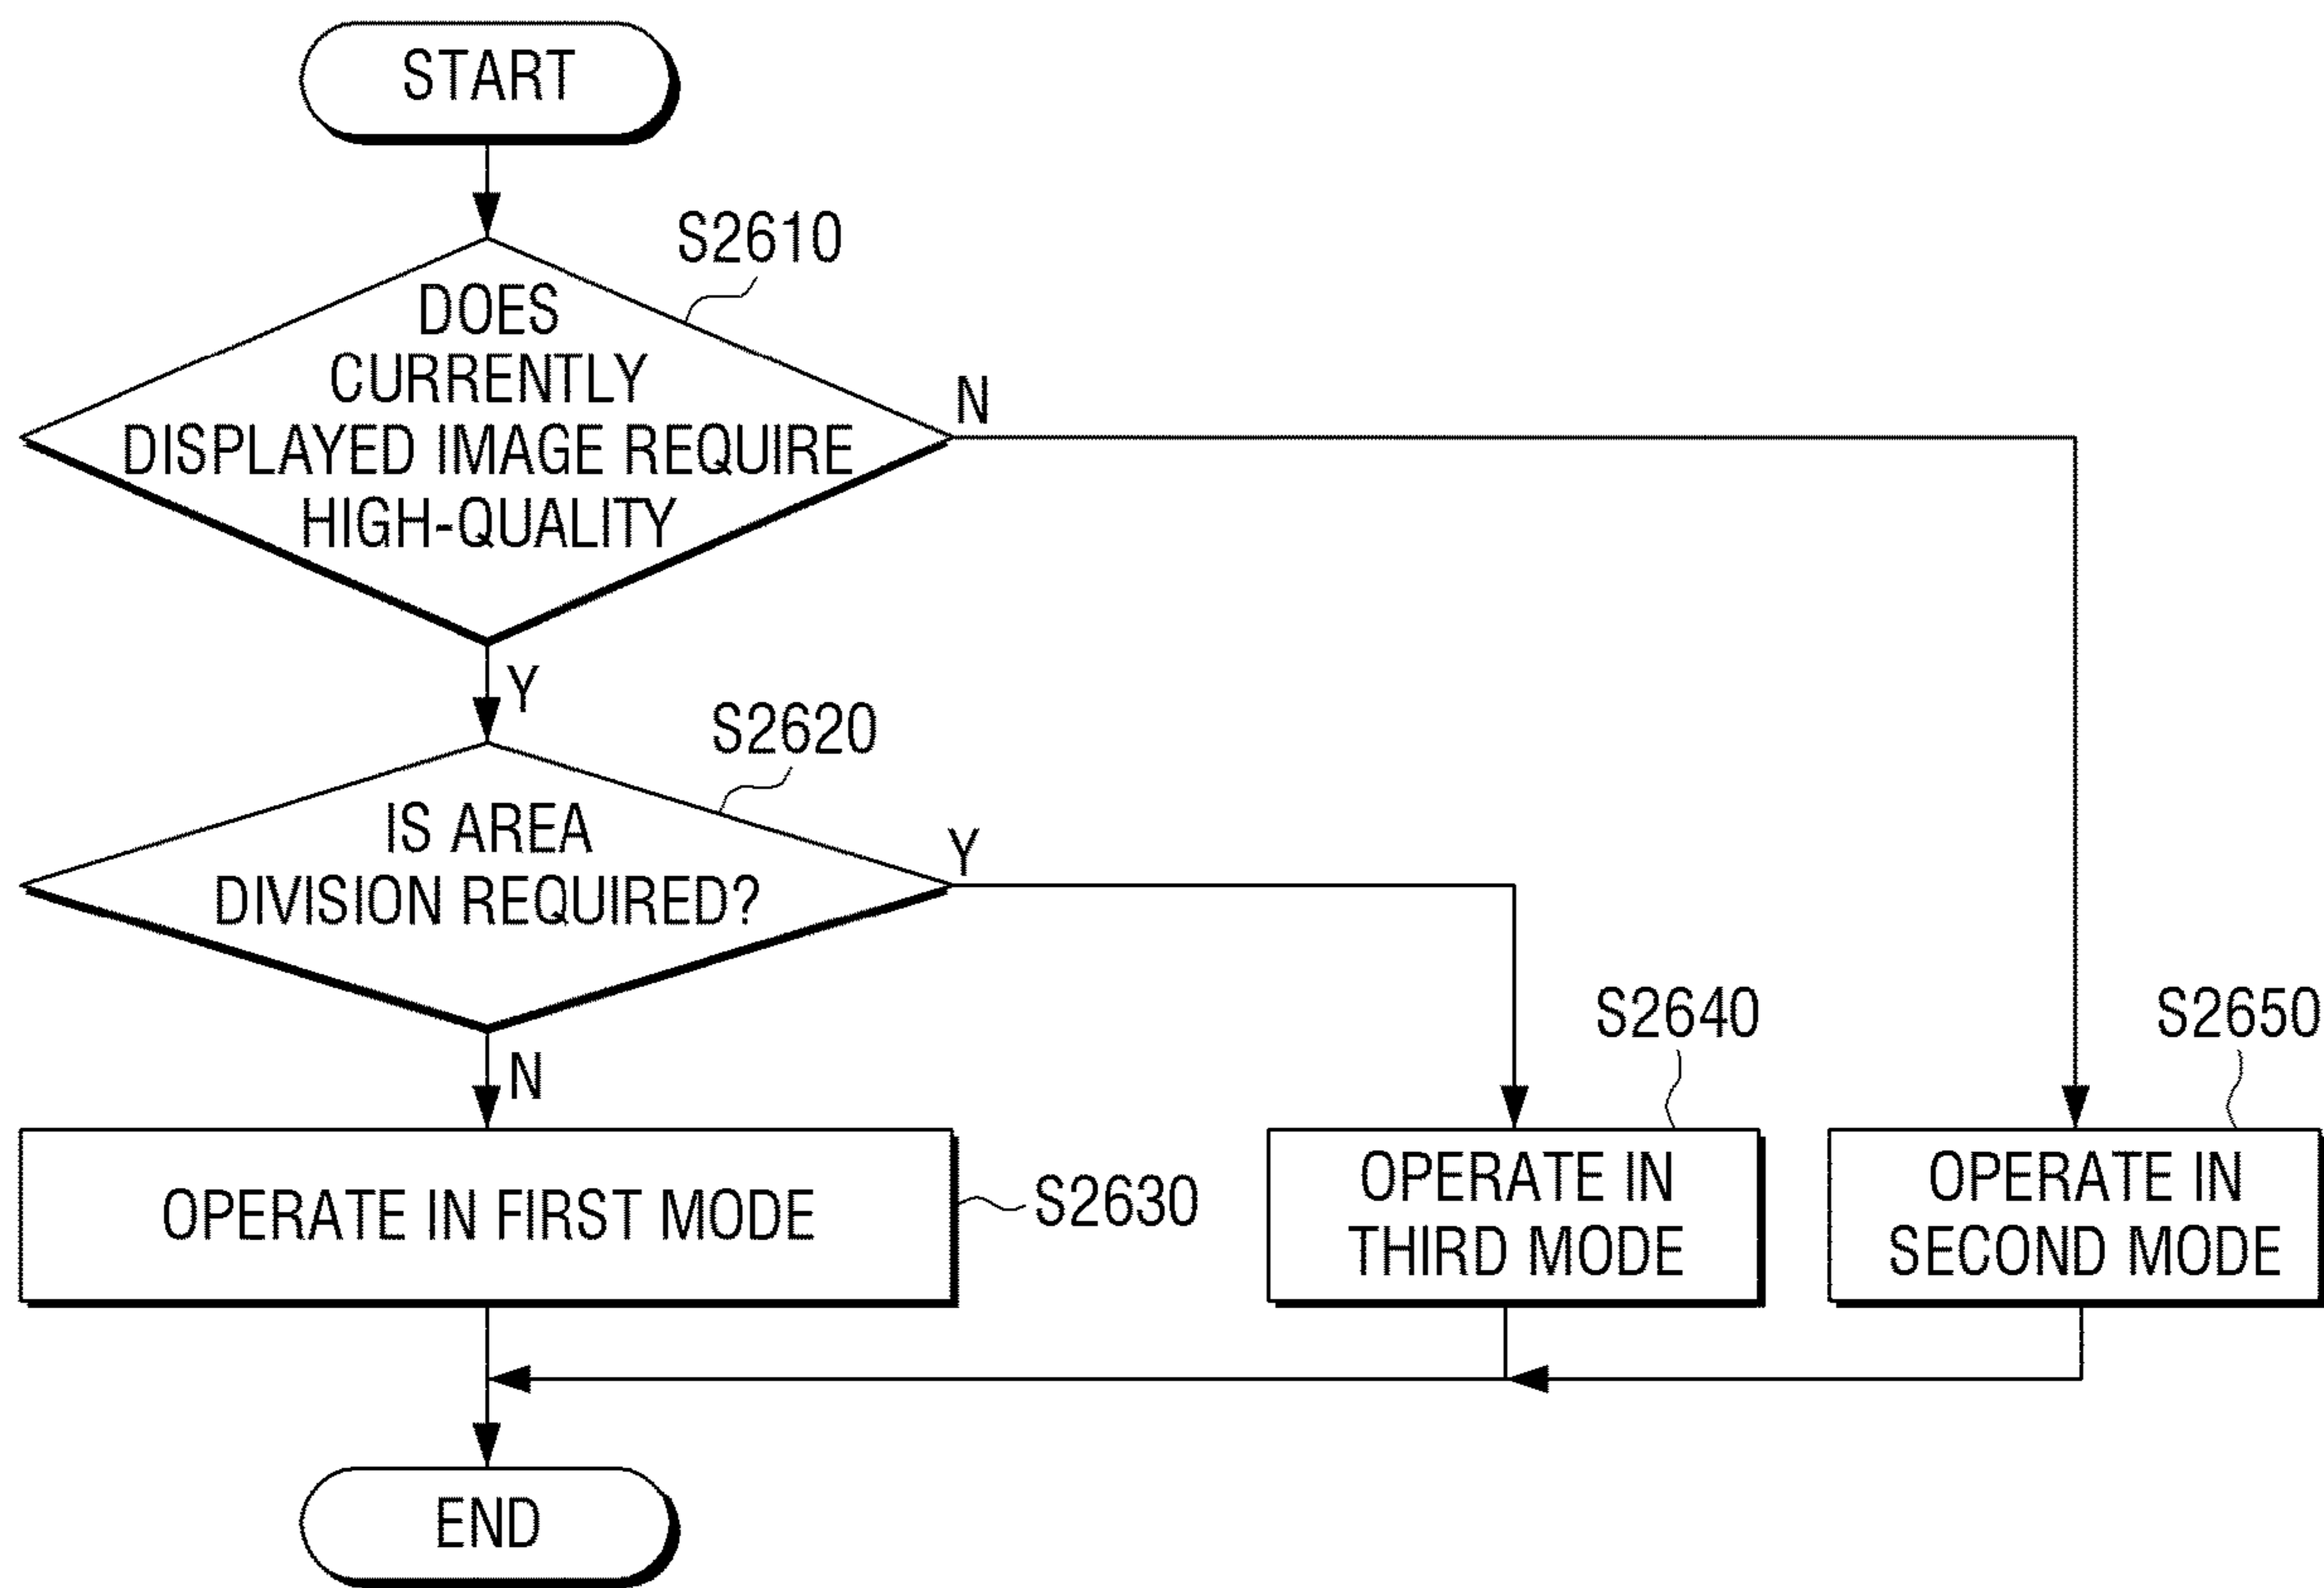 START
S2610
DOES
CURRENTLY
DISPLAYED IMAGE REQUIRE
HIGH-QUALITY
N
Y
S2620
IS AREA
DIVISION REQUIRED?
Y
N
S2640
S2650
OPERATE IN FIRST MODE
S2630
OPERATE IN
THIRD MODE
OPERATE IN
SECOND MODE
END